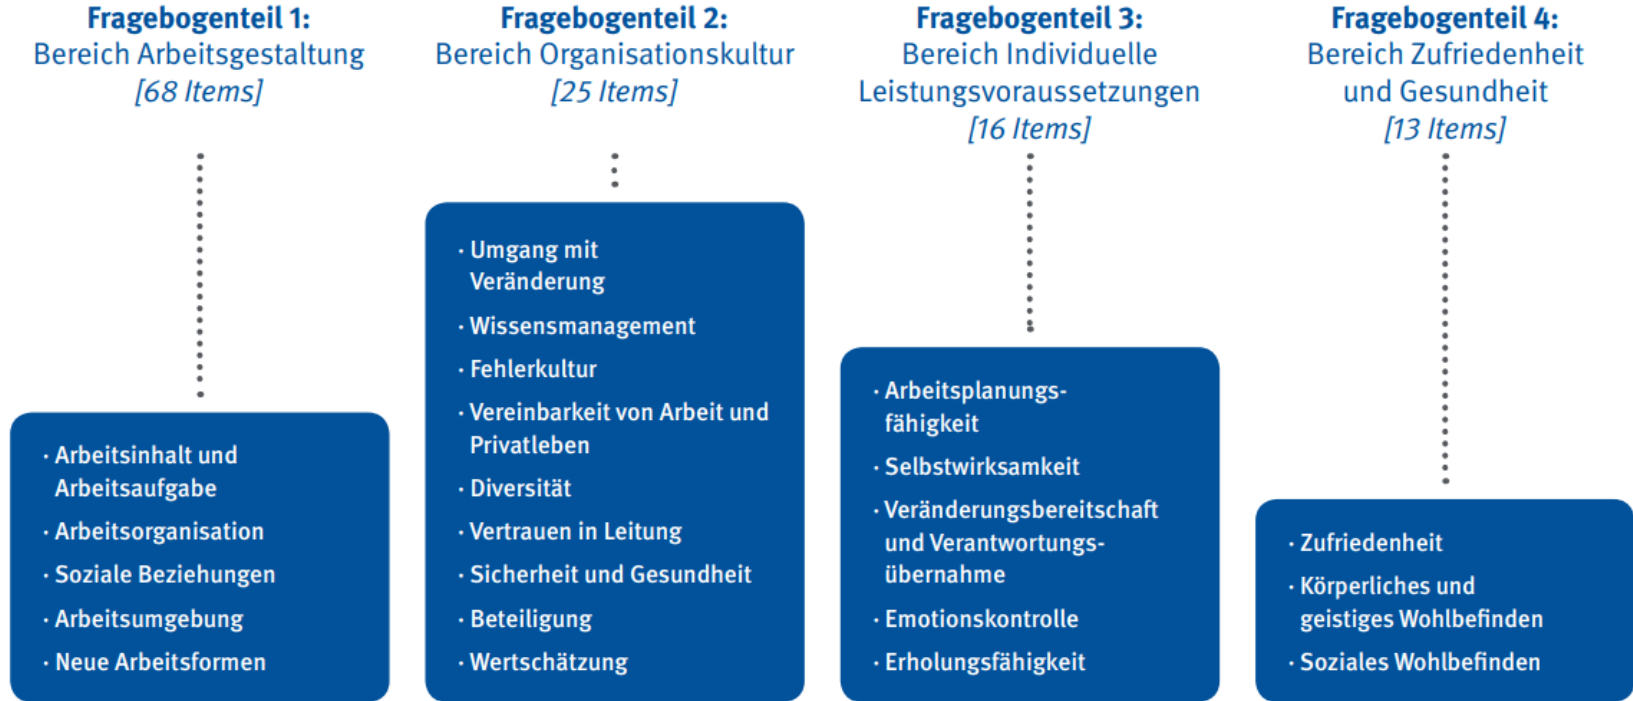 Fragebogenteil 1:
Bereich Arbeitsgestaltung
[68 Items]
· Arbeitsinhalt und
Arbeitsaufgabe
· Arbeitsorganisation
· Soziale Beziehungen
· Arbeitsumgebung
· Neue Arbeitsformen
Fragebogenteil 2:
Bereich Organisationskultur
[25 Items]
· Umgang mit
Veränderung
· Wissensmanagement
· Fehlerkultur
· Vereinbarkeit von Arbeit und
Privatleben
· Diversität
· Vertrauen in Leitung
· Sicherheit und Gesundheit
· Beteiligung
· Wertschätzung
Fragebogenteil 3:
Bereich Individuelle
Leistungsvoraussetzungen
[16 Items]
· Arbeitsplanungs-
fähigkeit
· Selbstwirksamkeit
· Veränderungsbereitschaft
und Verantwortungs-
übernahme
· Emotionskontrolle
· Erholungsfähigkeit
Fragebogenteil 4:
Bereich Zufriedenheit
und Gesundheit
[13 Items]
· Zufriedenheit
· Körperliches und
geistiges Wohlbefinden
· Soziales Wohlbefinden